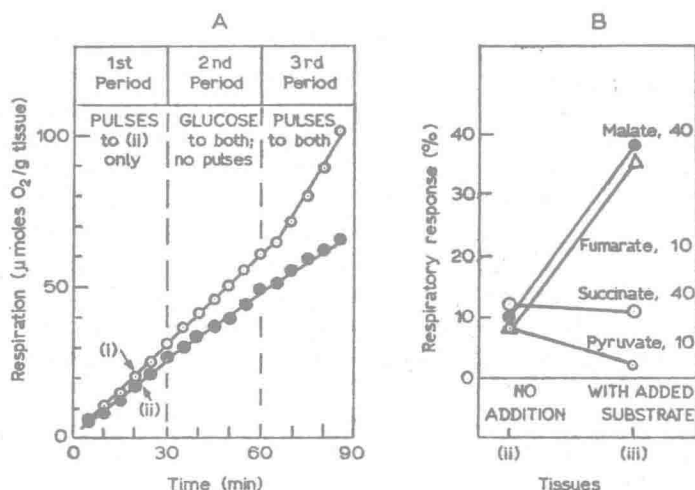 A
1st Period
2nd Period
3rd Period
PULSES to (ii) only
GLUCOSE to both; no pulses
PULSES to both
Respiration (μmoles O₂/g tissue)
100
50
0
(i)
(ii)
0
30
60
90
Time (min)
B
Respiratory response (%)
40
30
20
10
0
Malate, 40
Fumarate, 10
Succinate, 40
Pyruvate, 10
NO ADDITION
WITH ADDED SUBSTRATE
(ii)
(iii)
Tissues